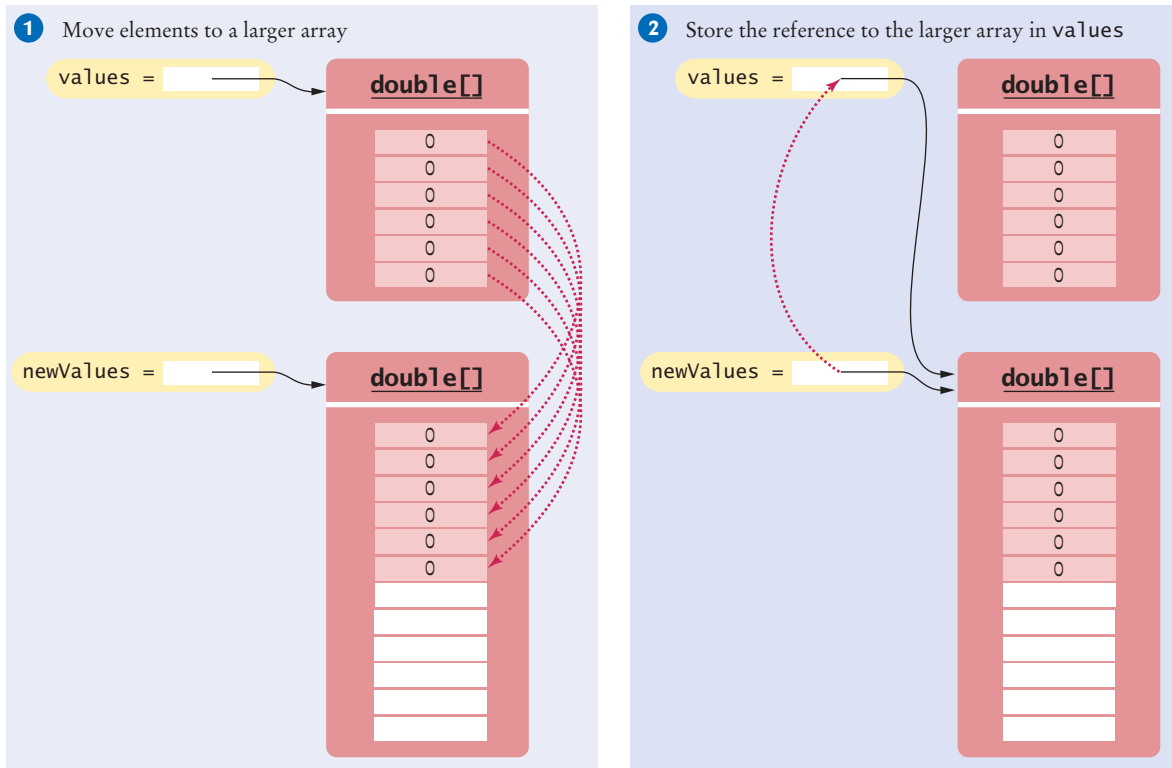 1 Move elements to a larger array
values =
double[]
0
0
0
0
0
0
newValues =
double[]
0
0
0
0
0
0
2 Store the reference to the larger array in values
values =
double[]
0
0
0
0
0
0
newValues =
double[]
0
0
0
0
0
0